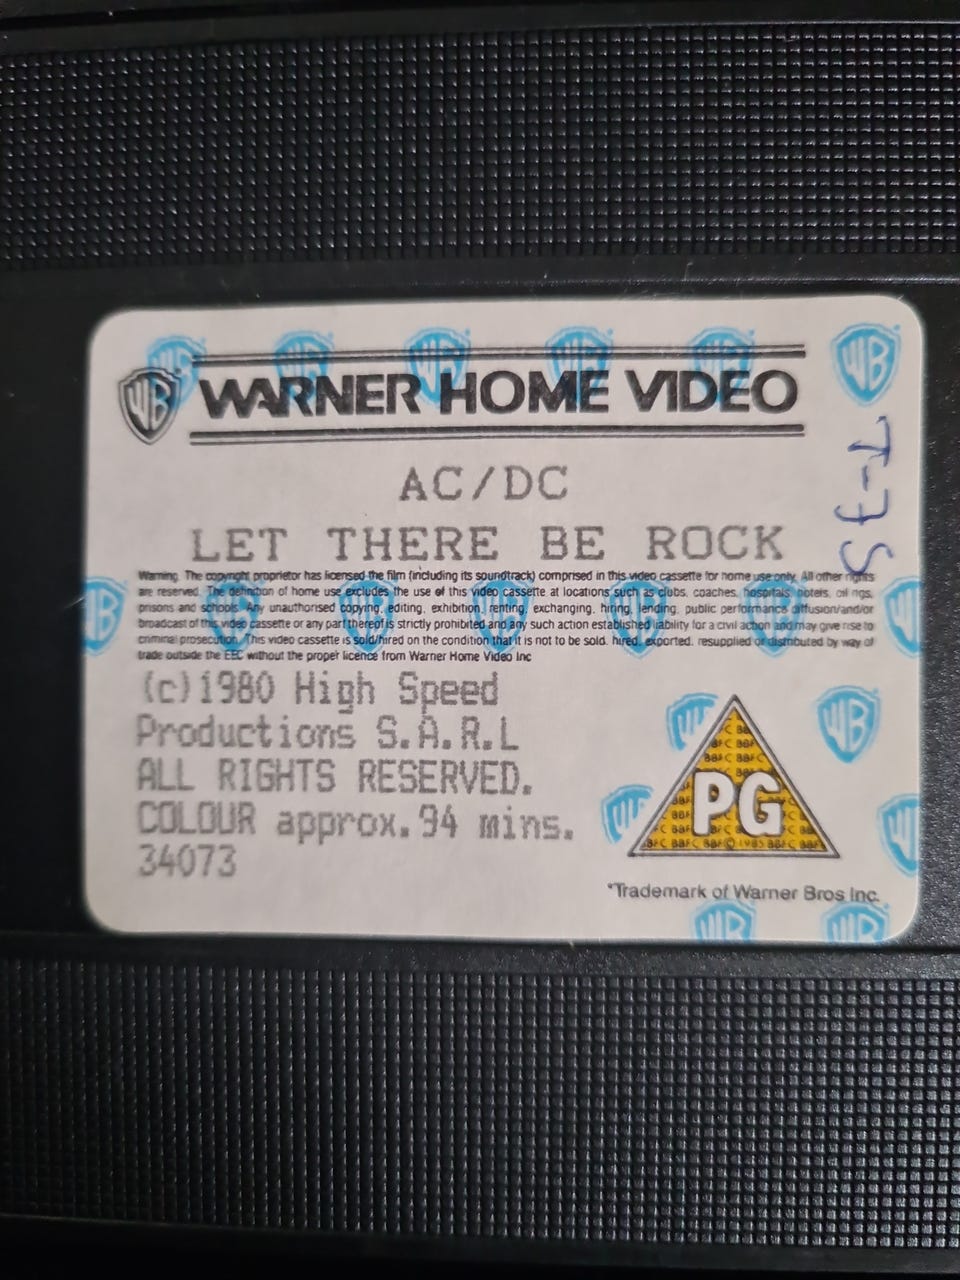 WARNER HOME VIDEO
AC/DC
LET THERE BE ROCK
Warning. The copyright proprietor has licensed the film (including its soundtrack) comprised in this video cassette for home use only. All other rights
are reserved. The definition of home use excludes the use of this video cassette at locations such as clubs, coaches, hospitals, hotels, oil rigs,
prisons and schools. Any unauthorised copying, editing, exhibition, renting, exchanging, hiring, lending, public performance diffusion/and/or
broadcast of this video cassette or any part thereof is strictly prohibited and any such action established liability for a civil action and may give rise to
criminal prosecution. This video cassette is sold/hired on the condition that it is not to be sold, hired, exported, resupplied or distributed by way of
trade outside the EEC without the proper licence from Warner Home Video Inc
(c)1980 High Speed
Productions S.A.R.L
ALL RIGHTS RESERVED.
COLOUR approx.94 mins.
34073
PG
*Trademark of Warner Bros Inc.